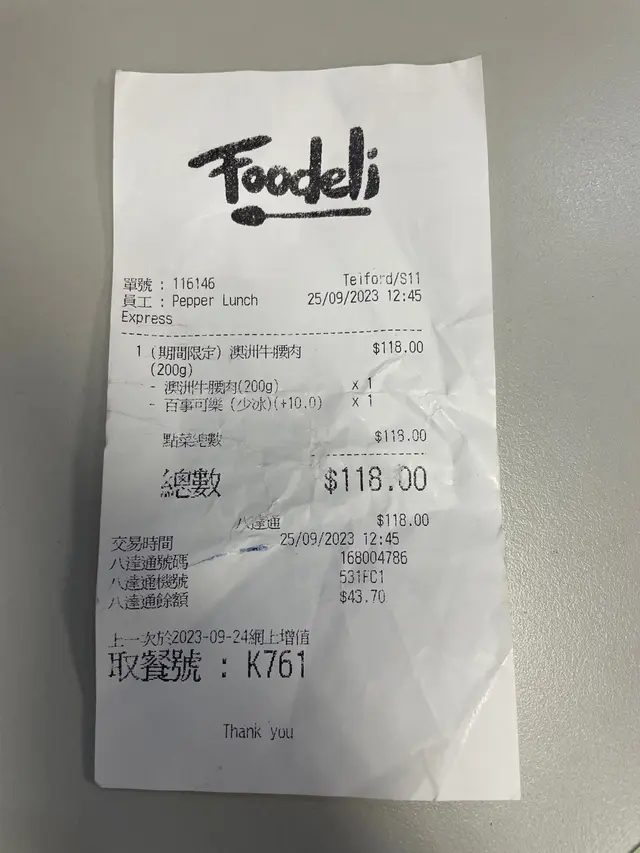 Foodeli
單號 : 116146 Telford/S11
員工 : Pepper Lunch 25/09/2023 12:45
Express
1 (期間限定) 澳洲牛腰肉 $118.00
(200g)
- 澳洲牛腰肉(200g) x 1
- 百事可樂 (少冰)(+10.0) x 1
點菜總數 $118.00
總數 $118.00
八達通 $118.00
交易時間 25/09/2023 12:45
八達通號碼 168004786
八達通機號 531FC1
八達通餘額 $43.70
上一次於2023-09-24網上增值
取餐號 : K761
Thank you